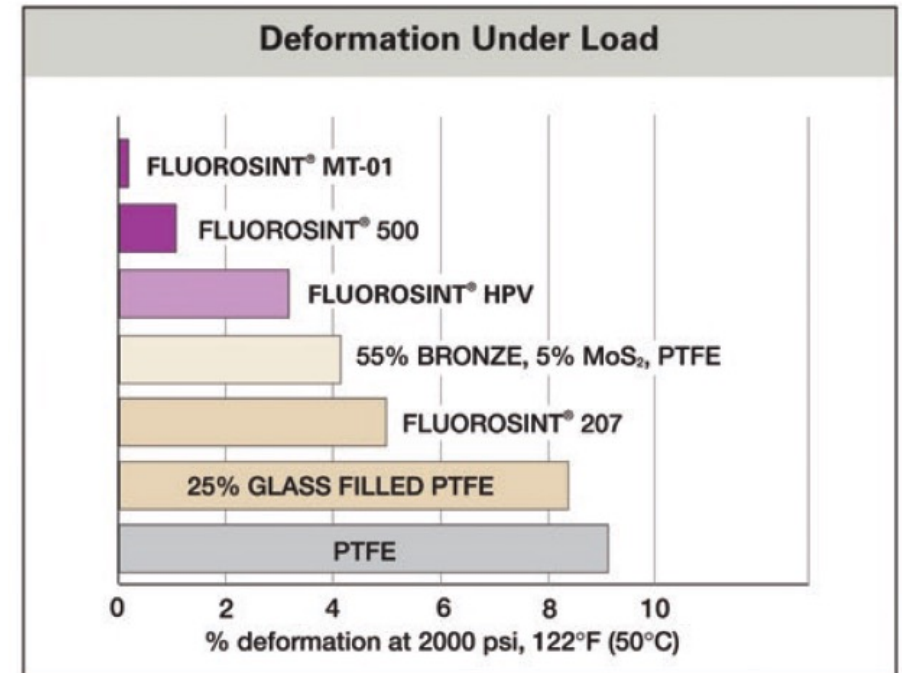 Deformation Under Load
FLUOROSINT® MT-01
FLUOROSINT® 500
FLUOROSINT® HPV
55% BRONZE, 5% MoS₂, PTFE
FLUOROSINT® 207
25% GLASS FILLED PTFE
PTFE
0 2 4 6 8 10
% deformation at 2000 psi, 122°F (50°C)